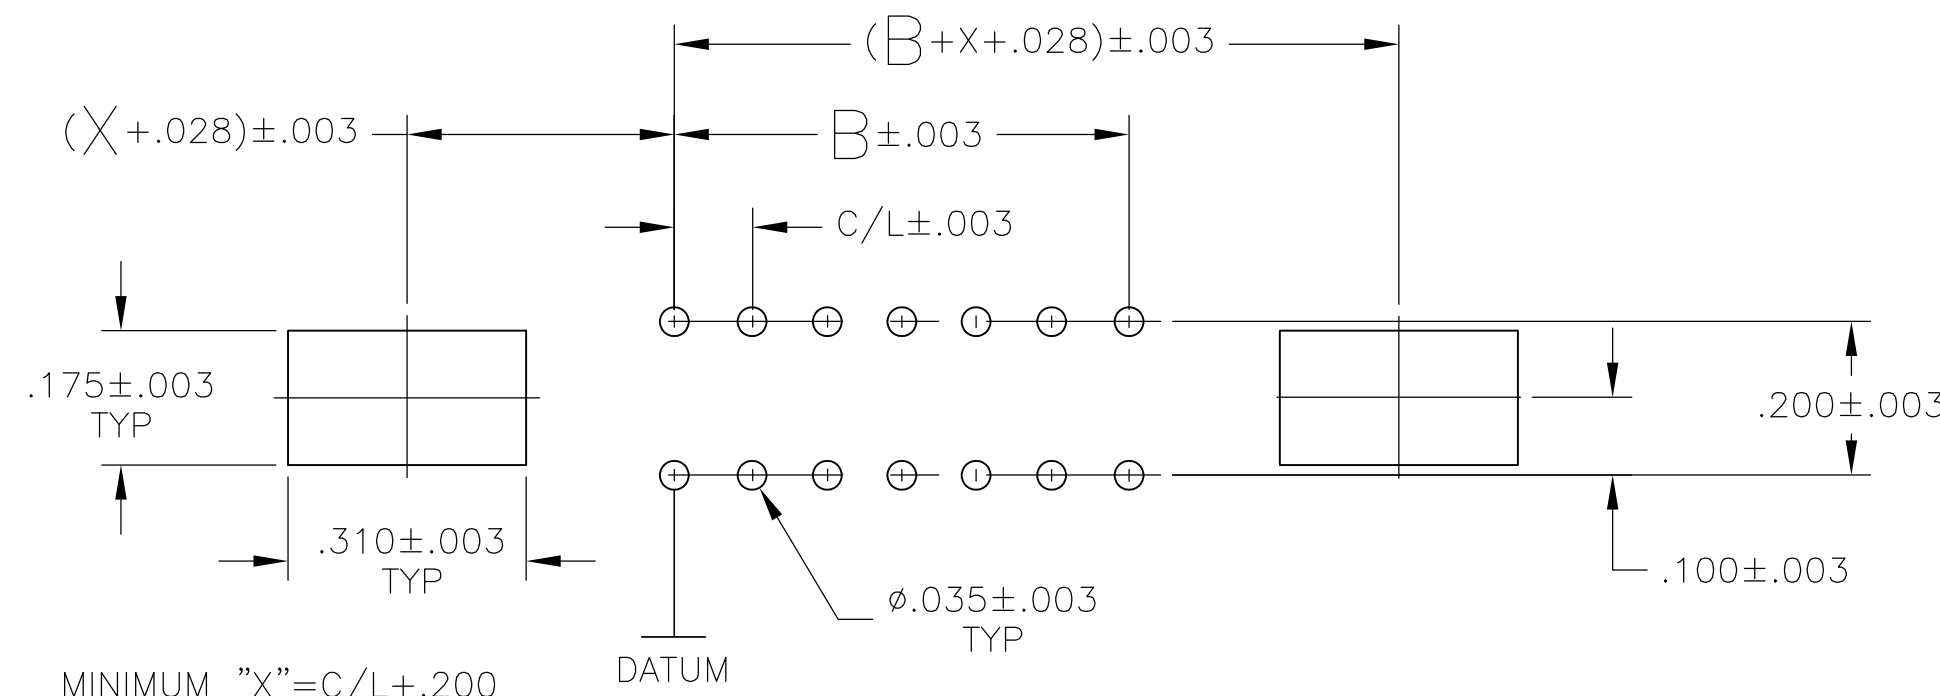 (B+X+.028)±.003
(X+.028)±.003
B±.003
C/L±.003
.175±.003
TYP
.200±.003
.310±.003
TYP
.100±.003
ø.035±.003
TYP
DATUM
MINIMUM "X"=C/L+.200